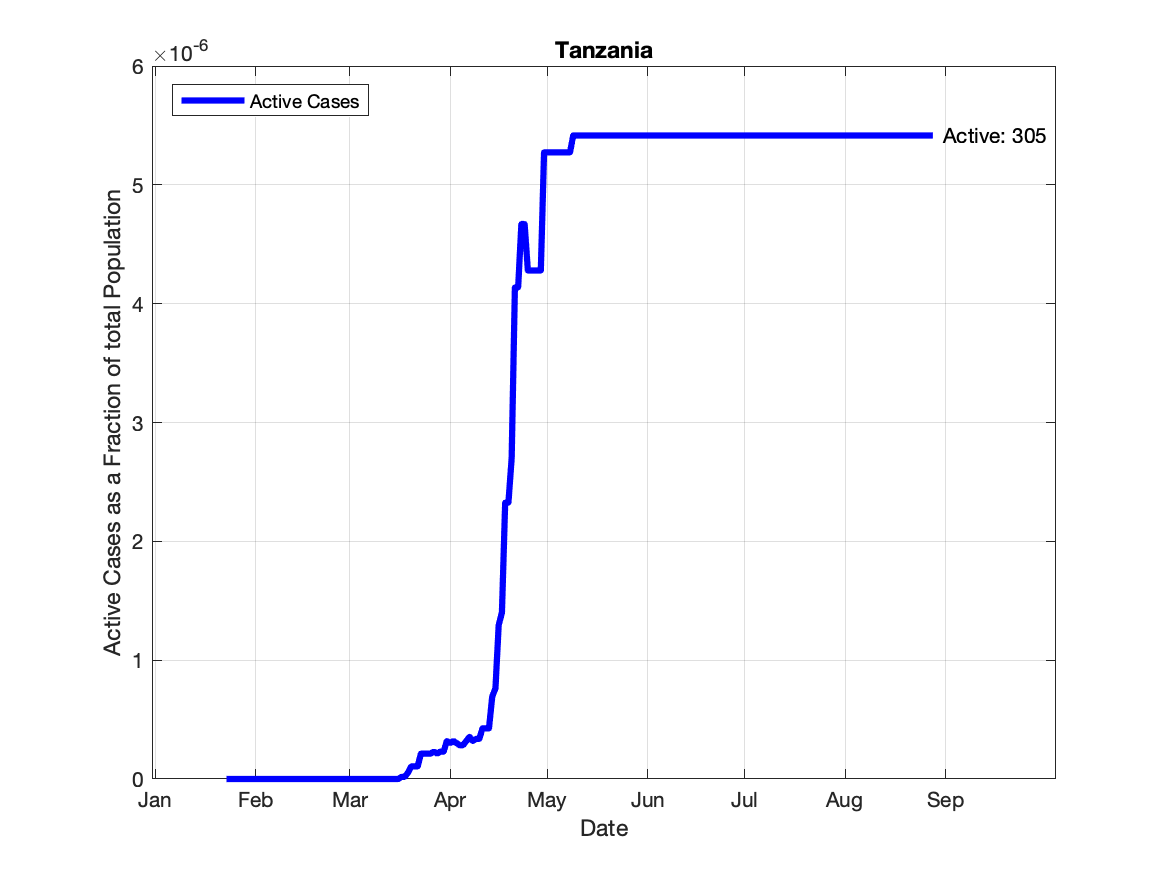 Tanzania
×10-6
Active Cases
Active: 305
6
5
4
3
2
1
0
Active Cases as a Fraction of total Population
Jan Feb Mar Apr May Jun Jul Aug Sep
Date